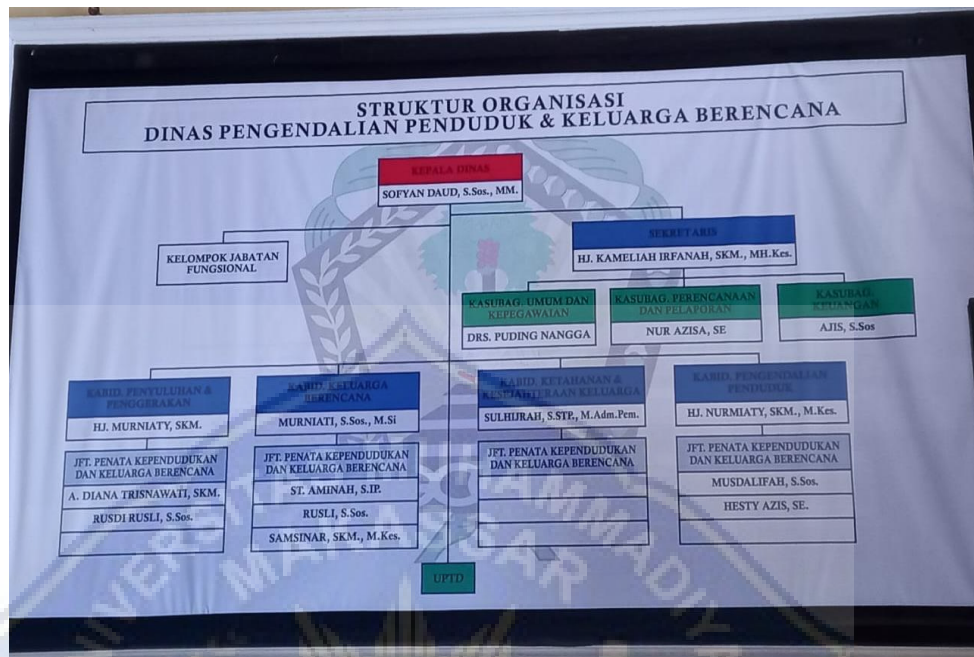 STRUKTUR ORGANISASI
DINAS PENGENDALIAN PENDUDUK & KELUARGA BERENCANA
KEPALA DINAS
SOFYAN DAUD, S.Sos., MM.
KELOMPOK JABATAN
FUNGSIONAL
SEKRETARIS
HJ. KAMELIAH IRFANAH, SKM., MH.Kes.
KASUBAG. UMUM DAN
KEPEGAWAIAN
DRS. PUDING NANGGA
KASUBAG. PERENCANAAN
DAN PELAPORAN
NUR AZISA, SE
KASUBAG.
KEUANGAN
AJIS, S.Sos
KABID. PENYULUHAN &
PENGGERAKAN
HJ. MURNIATY, SKM.
JFT. PENATA KEPENDUDUKAN
DAN KELUARGA BERENCANA
A. DIANA TRISNAWATI, SKM.
RUSDI RUSLI, S.Sos.
KABID. KELUARGA
BERENCANA
MURNIATI, S.Sos., M.Si
JFT. PENATA KEPENDUDUKAN
DAN KELUARGA BERENCANA
ST. AMINAH, S.IP.
RUSLI, S.Sos.
SAMSINAR, SKM., M.Kes.
KABID. KETAHANAN &
KESEJAHTERAAN KELUARGA
SULHIJRAH, S.STP., M.Adm.Pem.
JFT. PENATA KEPENDUDUKAN
DAN KELUARGA BERENCANA
KABID. PENGENDALIAN
PENDUDUK
HJ. NURMIATY, SKM., M.Kes.
JFT. PENATA KEPENDUDUKAN
DAN KELUARGA BERENCANA
MUSDALIFAH, S.Sos.
HESTY AZIS, SE.
UPTD